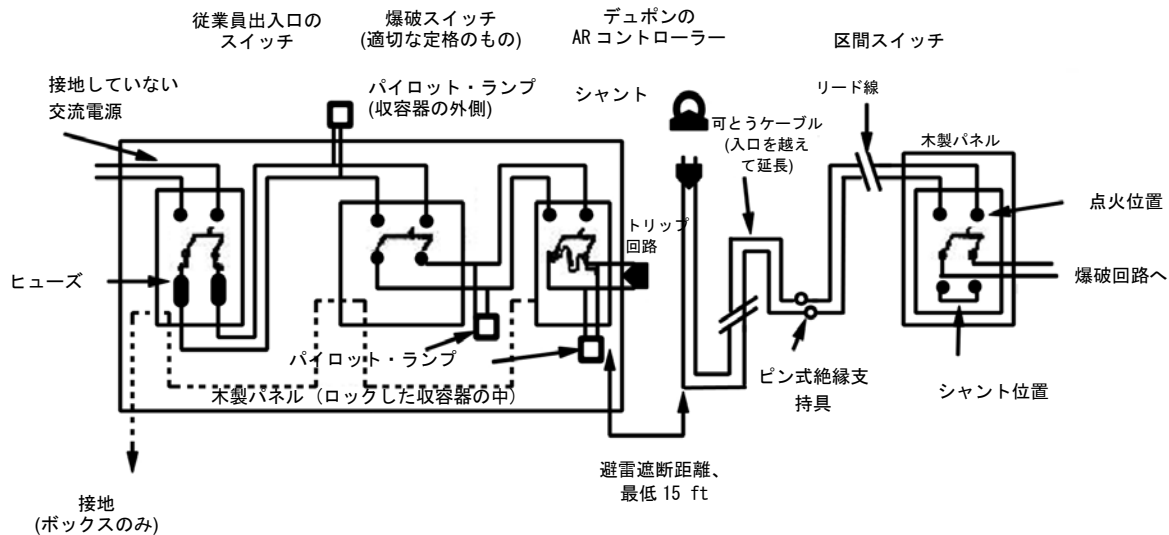 従業員出入口の
スイッチ
爆破スイッチ
(適切な定格のもの)
デュポンの
AR コントローラー
区間スイッチ
接地していない
交流電源
パイロット・ランプ
(収容器の外側)
シャント
リード線
可とうケーブル
(入口を越え
て延長)
木製パネル
点火位置
トリップ
回路
ヒューズ
爆破回路へ
パイロット・ランプ
ピン式絶縁支
持具
シャント位置
木製パネル（ロックした収容器の中）
避雷遮断距離、
最低 15 ft
接地
(ボックスのみ)